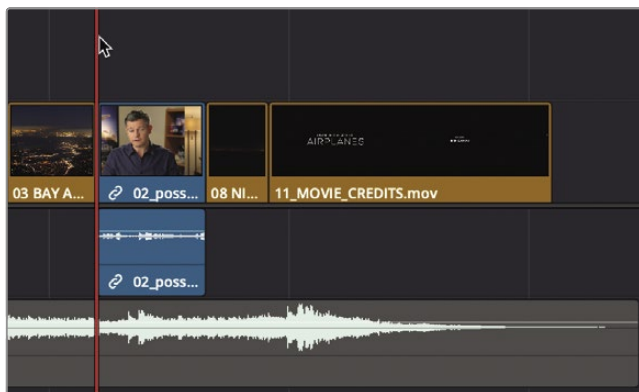 03 BAY A...
02_poss...
08 NI...
AIRPLANES
11_MOVIE_CREDITS.mov
02_poss...